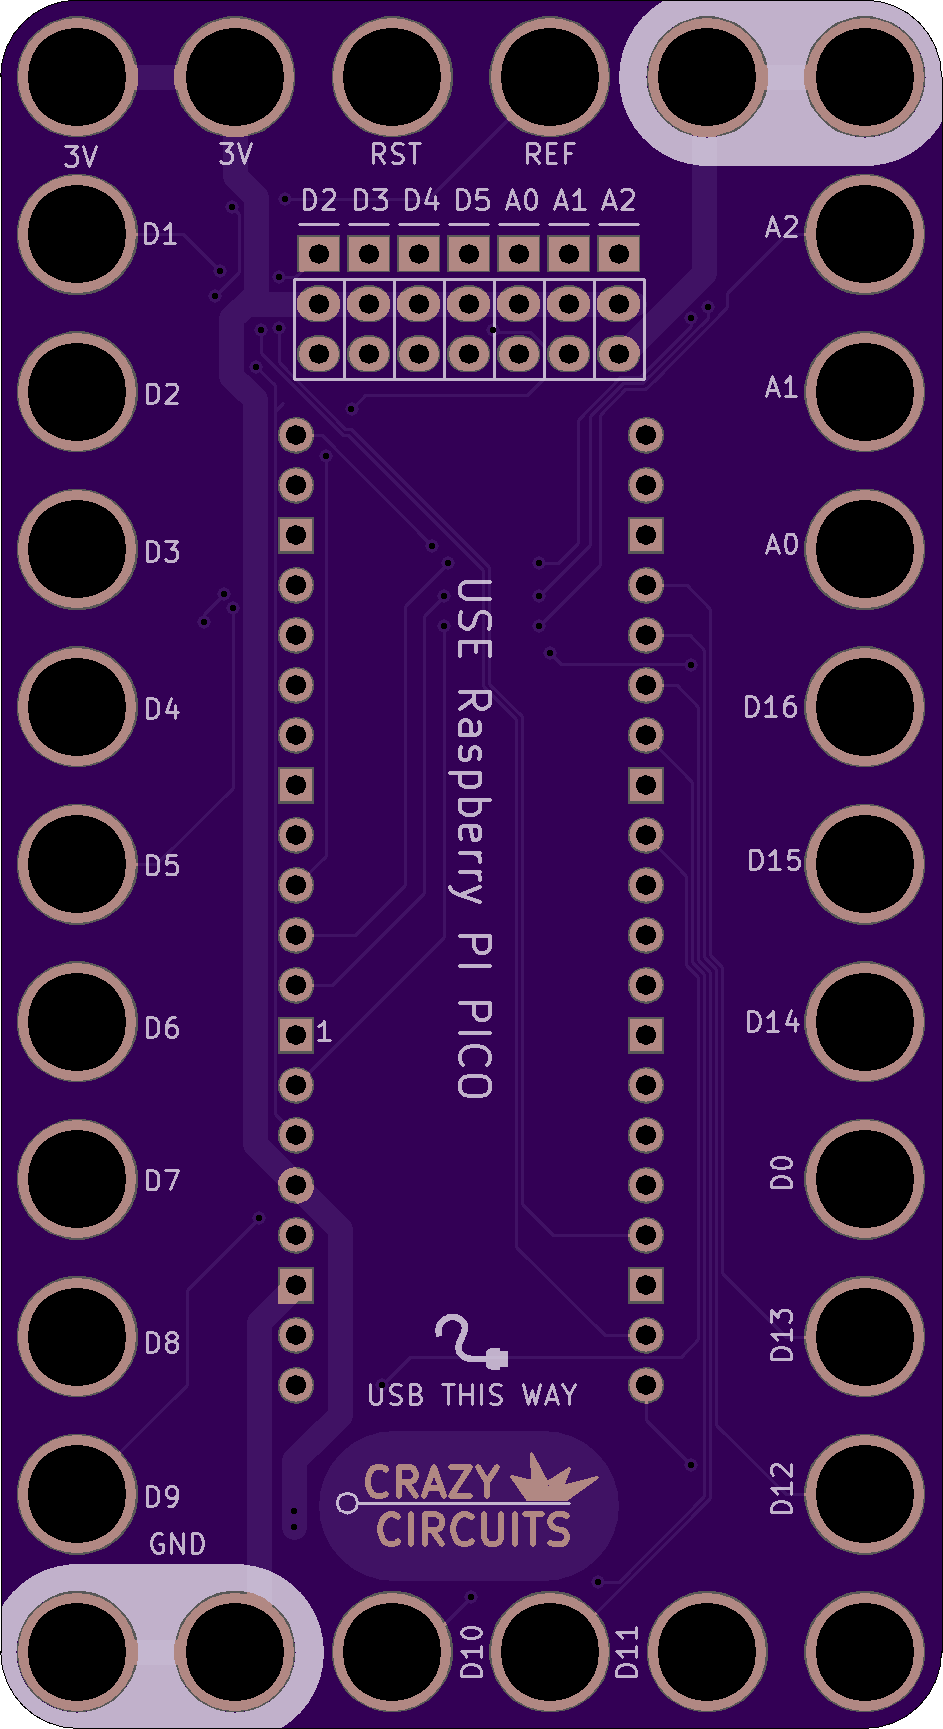 3V 3V RST REF
D2 D3 D4 D5 A0 A1 A2
D1 A2
D2 A1
D3 A0
D4 D16
D5 D15
D6 D14
D7 D0
D8 D13
D9 D12
USE Raspberry PI PICO
1
USB THIS WAY
CRAZY
CIRCUITS
GND
D10 D11